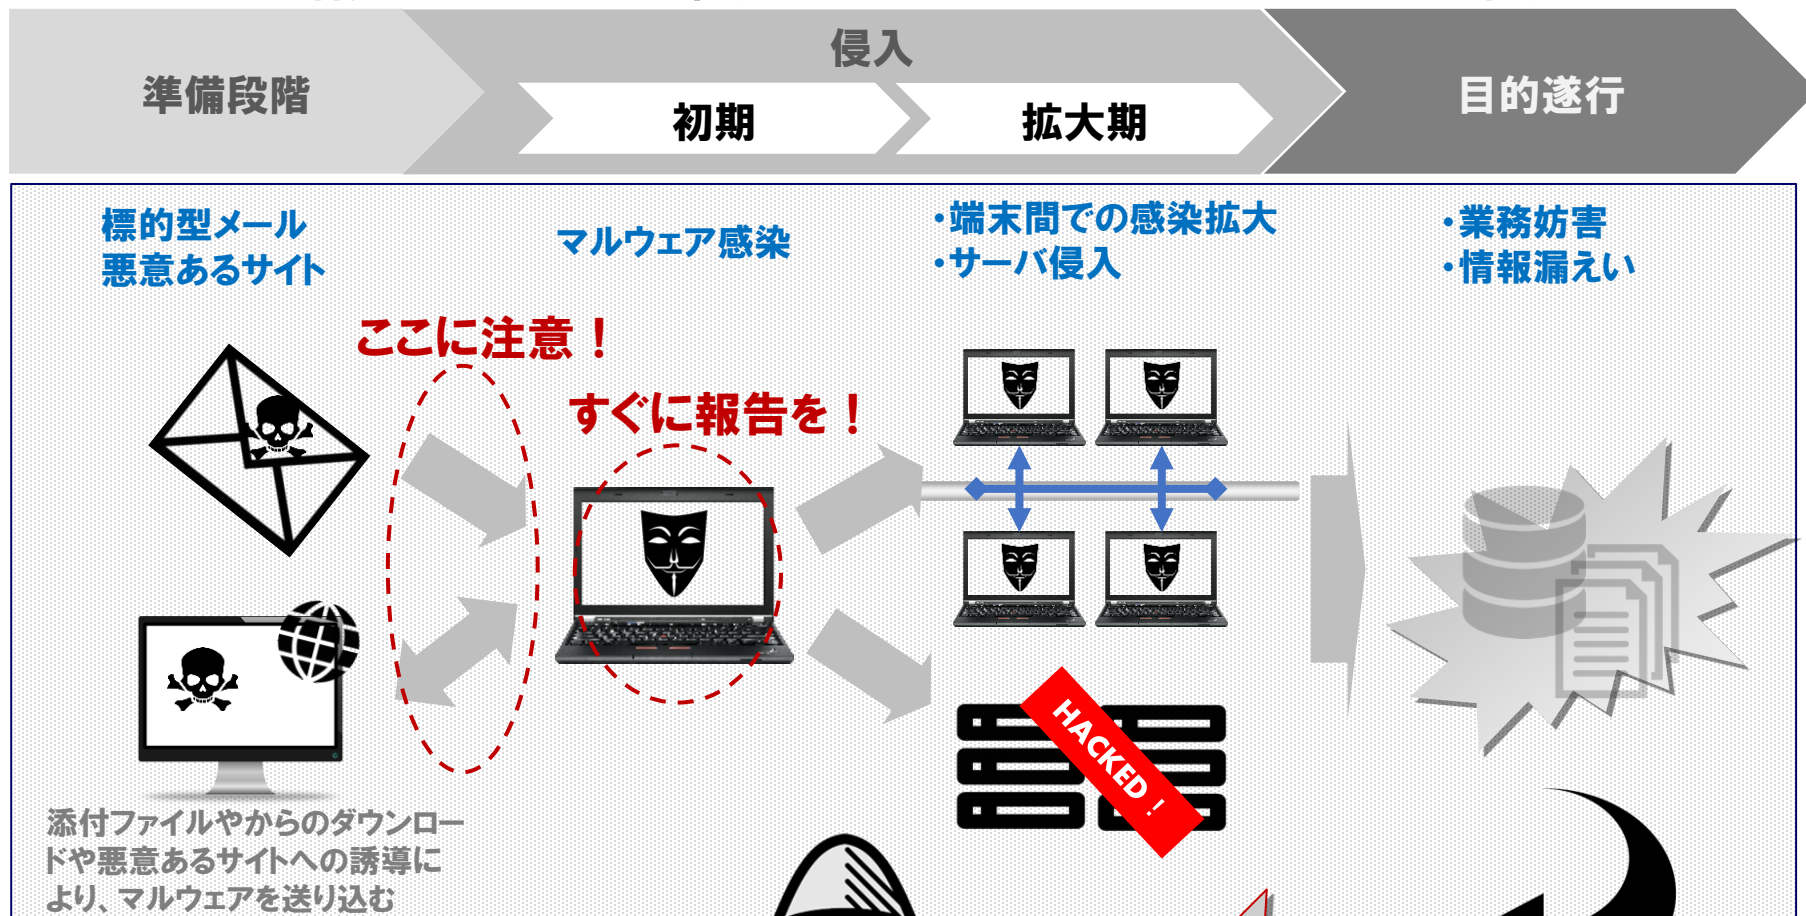 準備段階
侵入
初期
拡大期
目的遂行
標的型メール
悪意あるサイト
マルウェア感染
・端末間での感染拡大
・サーバ侵入
・業務妨害
・情報漏えい
ここに注意！
すぐに報告を！
HACKED！
添付ファイルやからのダウンロー
ドや悪意あるサイトへの誘導に
より、マルウェアを送り込む